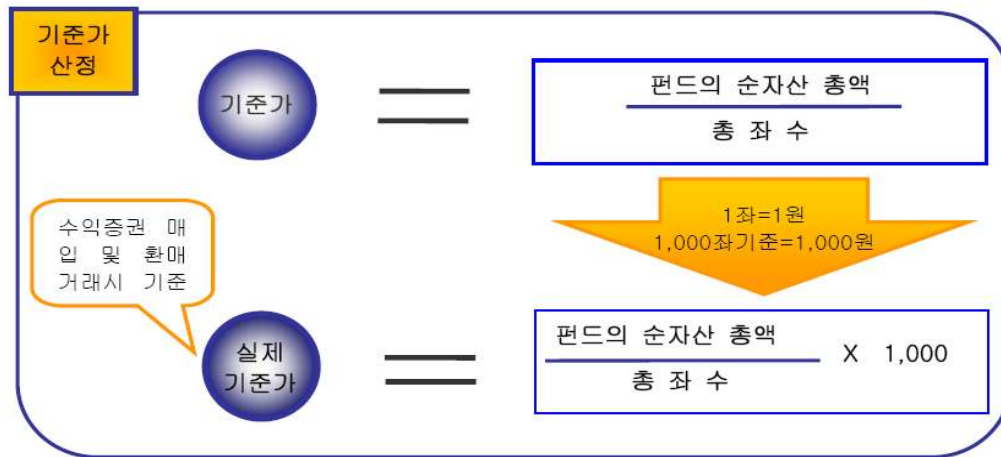 기준가
산정
기준가
펀드의 순자산 총액
총 좌 수
1좌=1원
1,000좌기준=1,000원
수익증권 매
입 및 환매
거래시 기준
실제
기준가
펀드의 순자산 총액
총 좌 수
X 1,000